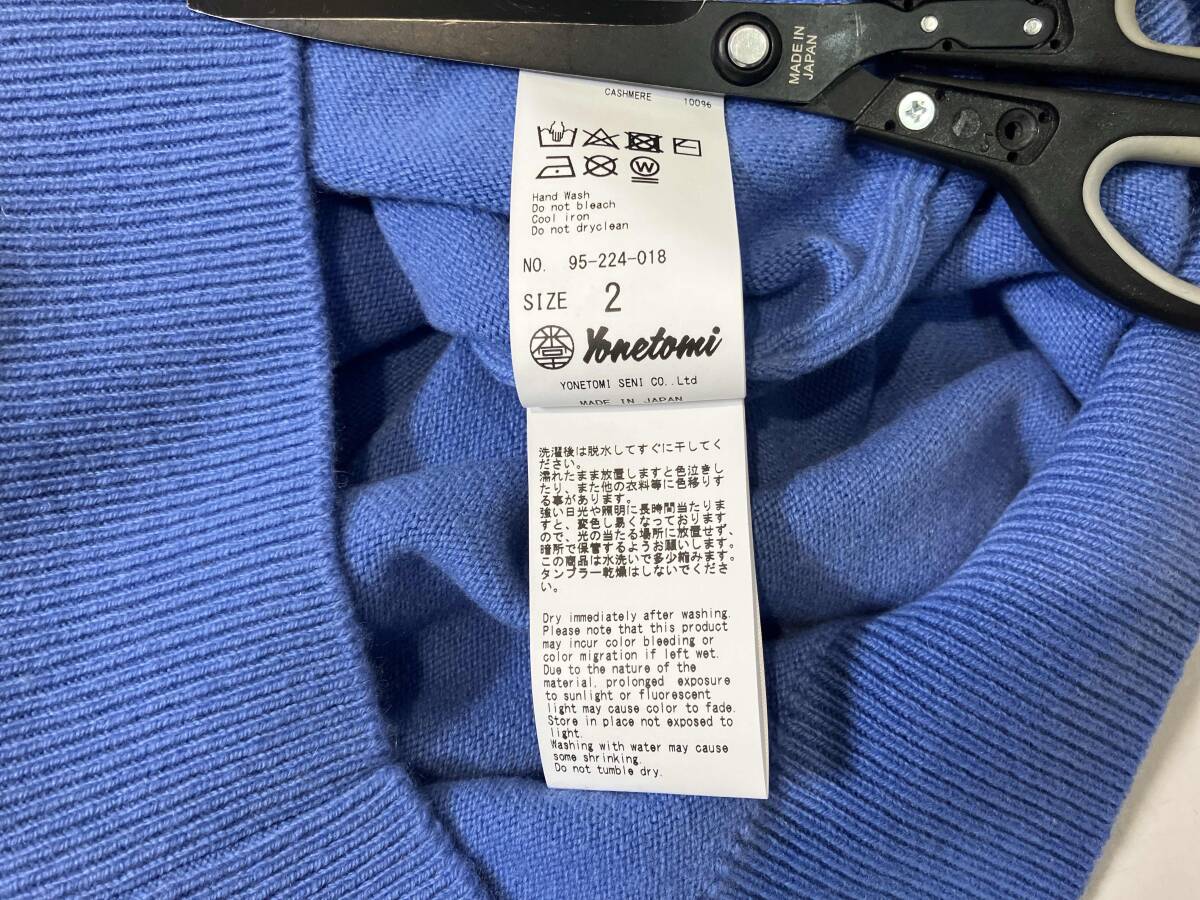 MADE IN
JAPAN
CASHMERE 100%
Hand Wash
Do not bleach
Cool iron
Do not dryclean
NO. 95-224-018
SIZE 2
Yonetomi
YONETOMI SENI CO..Ltd
MADE IN JAPAN
洗濯後は脱水してすぐに干してく
ださい。
濡れたまま放置しますと色泣きし
たり、また他の衣料等に色移りす
る事があります。
強い日光や照明に長時間当たりま
すと、変色し易くなっております
ので、光の当たる場所に放置せず、
暗所で保管するようお願いします。
この商品は水洗いで多少縮みます。
タンブラー乾燥はしないでくださ
い。
Dry immediately after washing.
Please note that this product
may incur color bleeding or
color migration if left wet.
Due to the nature of the
material, prolonged exposure
to sunlight or fluorescent
light may cause color to fade.
Store in place not exposed to
light.
Washing with water may cause
some shrinking.
Do not tumble dry.